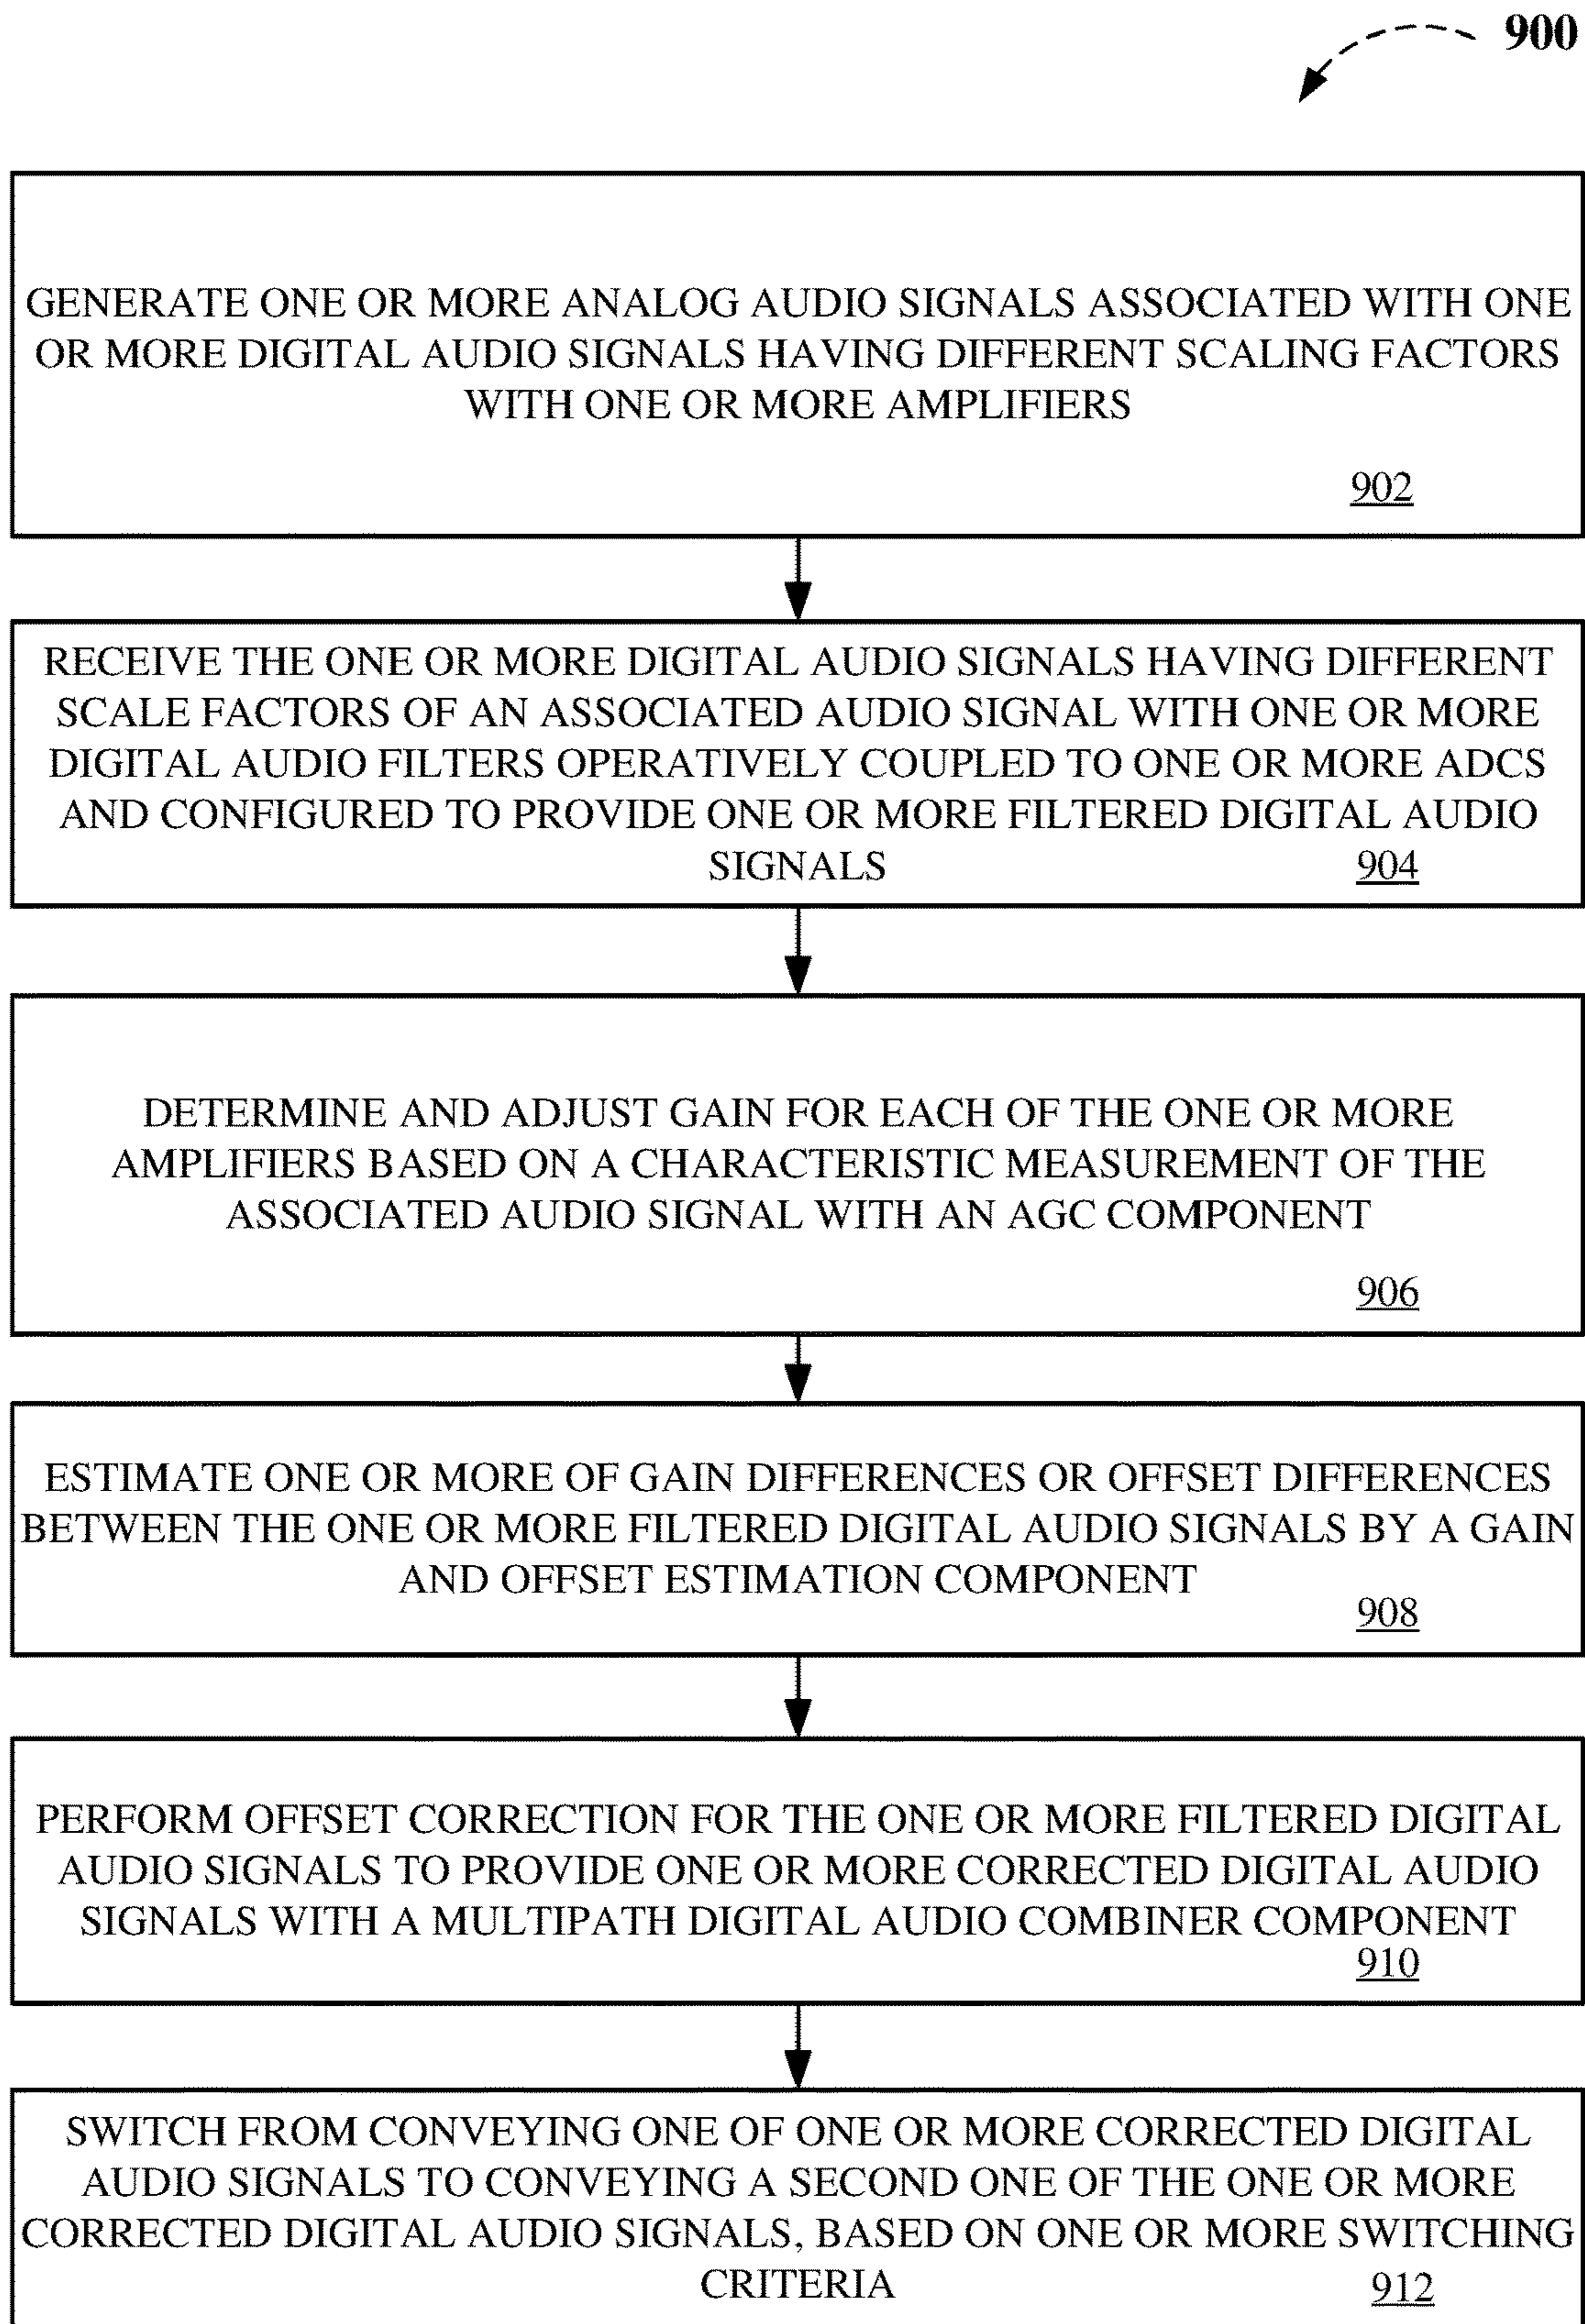 900
GENERATE ONE OR MORE ANALOG AUDIO SIGNALS ASSOCIATED WITH ONE
OR MORE DIGITAL AUDIO SIGNALS HAVING DIFFERENT SCALING FACTORS
WITH ONE OR MORE AMPLIFIERS
902
RECEIVE THE ONE OR MORE DIGITAL AUDIO SIGNALS HAVING DIFFERENT
SCALE FACTORS OF AN ASSOCIATED AUDIO SIGNAL WITH ONE OR MORE
DIGITAL AUDIO FILTERS OPERATIVELY COUPLED TO ONE OR MORE ADCS
AND CONFIGURED TO PROVIDE ONE OR MORE FILTERED DIGITAL AUDIO
SIGNALS 904
DETERMINE AND ADJUST GAIN FOR EACH OF THE ONE OR MORE
AMPLIFIERS BASED ON A CHARACTERISTIC MEASUREMENT OF THE
ASSOCIATED AUDIO SIGNAL WITH AN AGC COMPONENT
906
ESTIMATE ONE OR MORE OF GAIN DIFFERENCES OR OFFSET DIFFERENCES
BETWEEN THE ONE OR MORE FILTERED DIGITAL AUDIO SIGNALS BY A GAIN
AND OFFSET ESTIMATION COMPONENT
908
PERFORM OFFSET CORRECTION FOR THE ONE OR MORE FILTERED DIGITAL
AUDIO SIGNALS TO PROVIDE ONE OR MORE CORRECTED DIGITAL AUDIO
SIGNALS WITH A MULTIPATH DIGITAL AUDIO COMBINER COMPONENT
910
SWITCH FROM CONVEYING ONE OF ONE OR MORE CORRECTED DIGITAL
AUDIO SIGNALS TO CONVEYING A SECOND ONE OF THE ONE OR MORE
CORRECTED DIGITAL AUDIO SIGNALS, BASED ON ONE OR MORE SWITCHING
CRITERIA 912